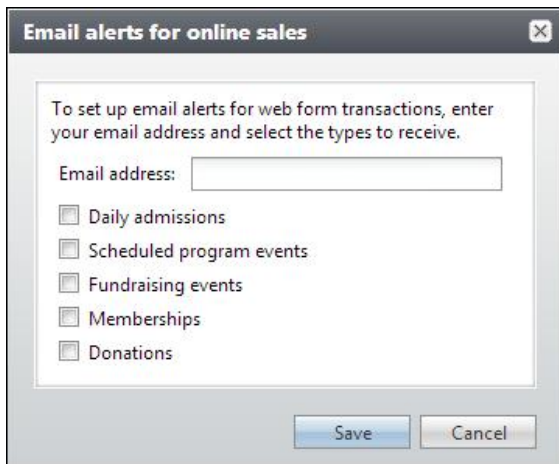 Email alerts for online sales
To set up email alerts for web form transactions, enter
your email address and select the types to receive.
Email address:
Daily admissions
Scheduled program events
Fundraising events
Memberships
Donations
Save Cancel